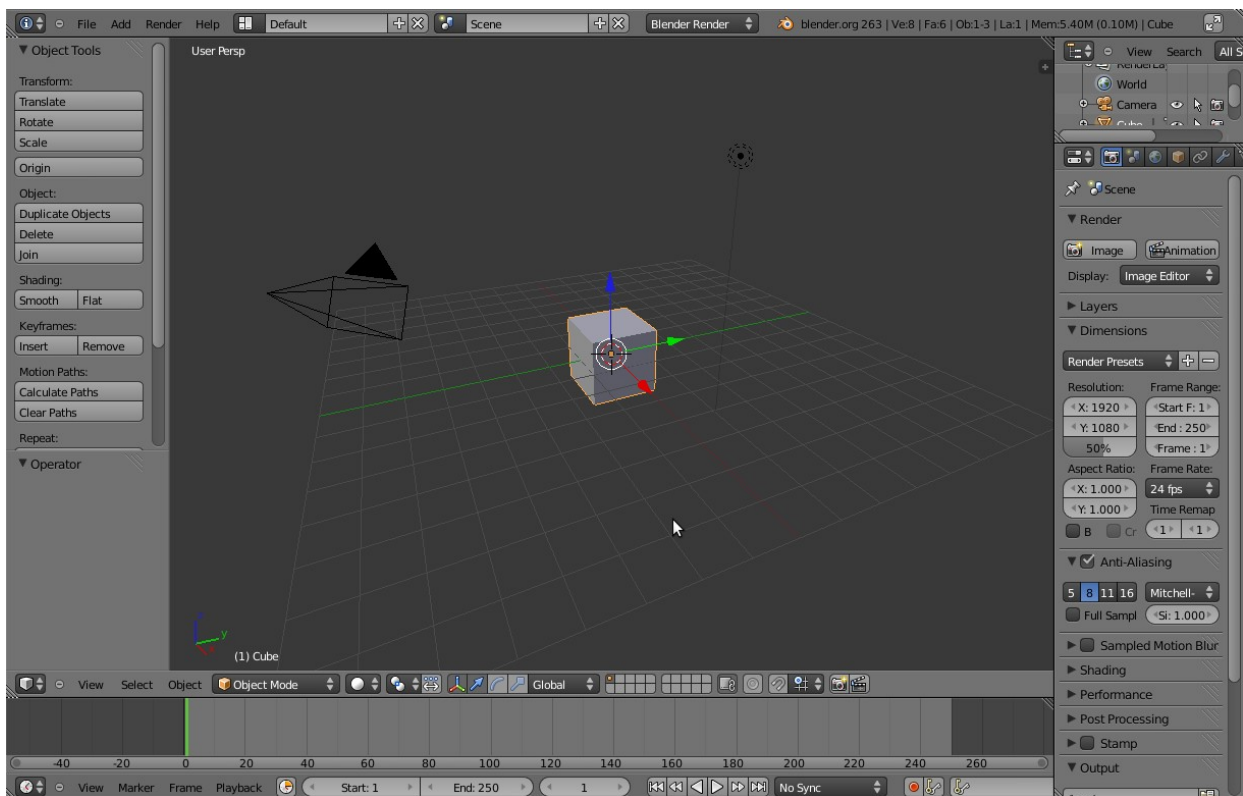 File Add Render Help Default Scene Blender Render blender.org 263 | Ve:8 | Fa:6 | Ob:1-3 | La:1 | Mem:5.40M (0.10M) | Cube
Object Tools
Transform:
Translate
Rotate
Scale
Origin
Object:
Duplicate Objects
Delete
Join
Shading:
Smooth Flat
Keyframes:
Insert Remove
Motion Paths:
Calculate Paths
Clear Paths
Repeat:
Operator
User Persp
z
y
(1) Cube
View Select Object Object Mode Global
-40 -20 0 20 40 60 80 100 120 140 160 180 200 220 240 260
View Marker Frame Playback Start: 1 End: 250 1 No Sync
View Search All S
RenderLay
World
Camera
Cube
Scene
Render
Image Animation
Display: Image Editor
Layers
Dimensions
Render Presets
Resolution: Frame Range:
X: 1920 Start F: 1
Y: 1080 End : 250
50% Frame : 1
Aspect Ratio: Frame Rate:
X: 1.000 24 fps
Y: 1.000 Time Remap
B Cr 1 1
Anti-Aliasing
5 8 11 16 Mitchell-
Full Sampl Si: 1.000
Sampled Motion Blur
Shading
Performance
Post Processing
Stamp
Output